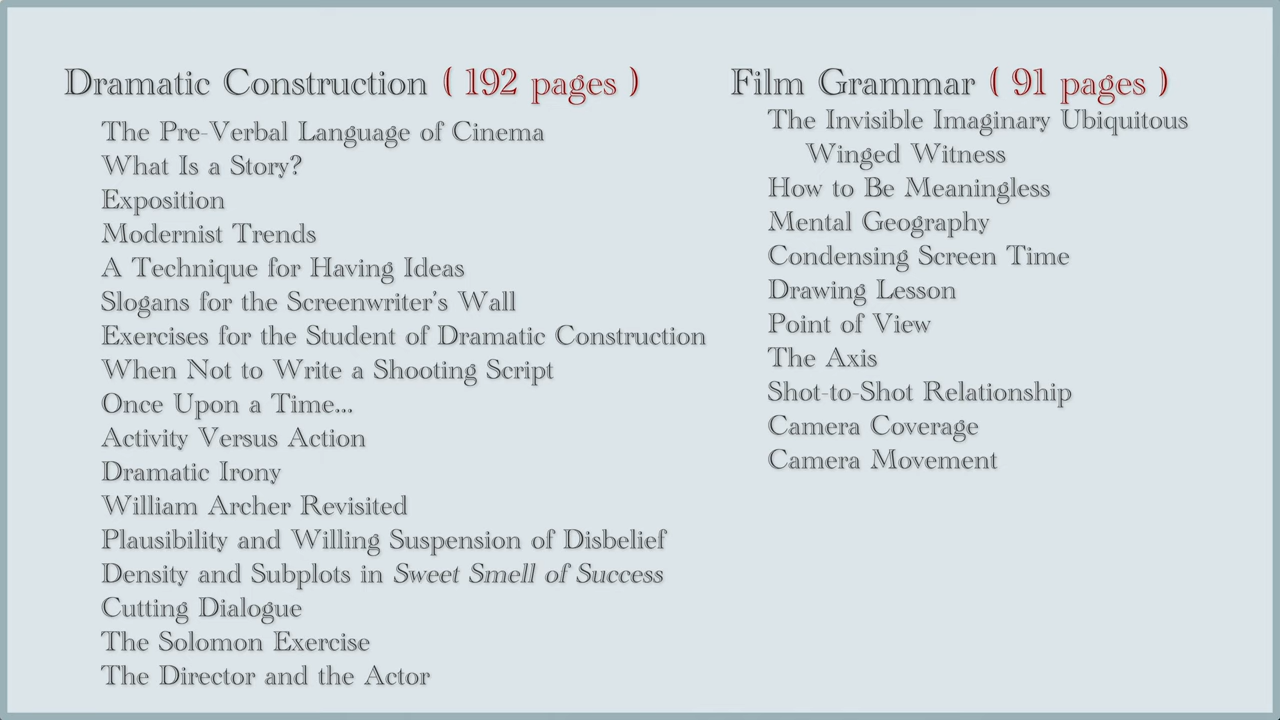 Dramatic Construction ( 192 pages )
The Pre-Verbal Language of Cinema
What Is a Story?
Exposition
Modernist Trends
A Technique for Having Ideas
Slogans for the Screenwriter's Wall
Exercises for the Student of Dramatic Construction
When Not to Write a Shooting Script
Once Upon a Time...
Activity Versus Action
Dramatic Irony
William Archer Revisited
Plausibility and Willing Suspension of Disbelief
Density and Subplots in Sweet Smell of Success
Cutting Dialogue
The Solomon Exercise
The Director and the Actor
Film Grammar ( 91 pages )
The Invisible Imaginary Ubiquitous
Winged Witness
How to Be Meaningless
Mental Geography
Condensing Screen Time
Drawing Lesson
Point of View
The Axis
Shot-to-Shot Relationship
Camera Coverage
Camera Movement